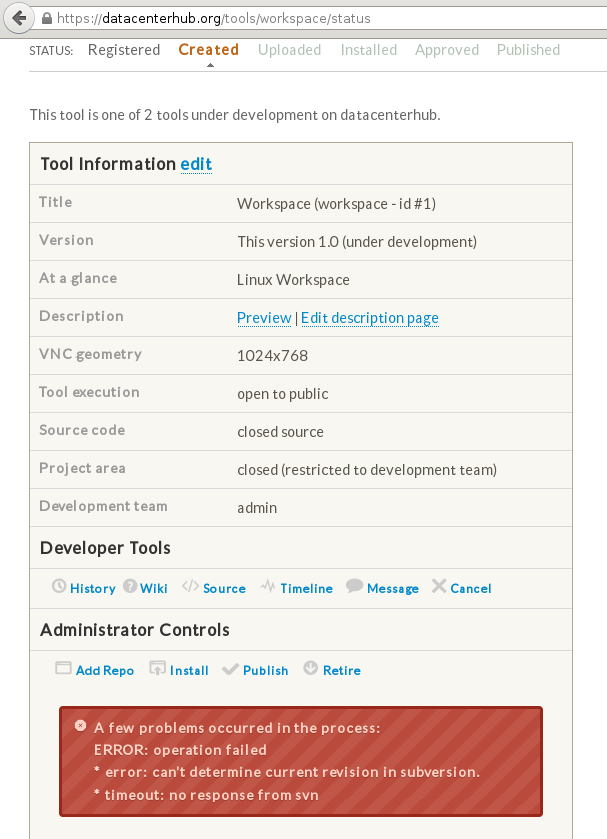 https://datacenterhub.org/tools/workspace/status
STATUS: Registered Created Uploaded Installed Approved Published
This tool is one of 2 tools under development on datacenterhub.
Tool Information edit
Title Workspace (workspace - id #1)
Version This version 1.0 (under development)
At a glance Linux Workspace
Description Preview | Edit description page
VNC geometry 1024x768
Tool execution open to public
Source code closed source
Project area closed (restricted to development team)
Development team admin
Developer Tools
History Wiki Source Timeline Message Cancel
Administrator Controls
Add Repo Install Publish Retire
A few problems occurred in the process:
ERROR: operation failed
* error: can't determine current revision in subversion.
* timeout: no response from svn